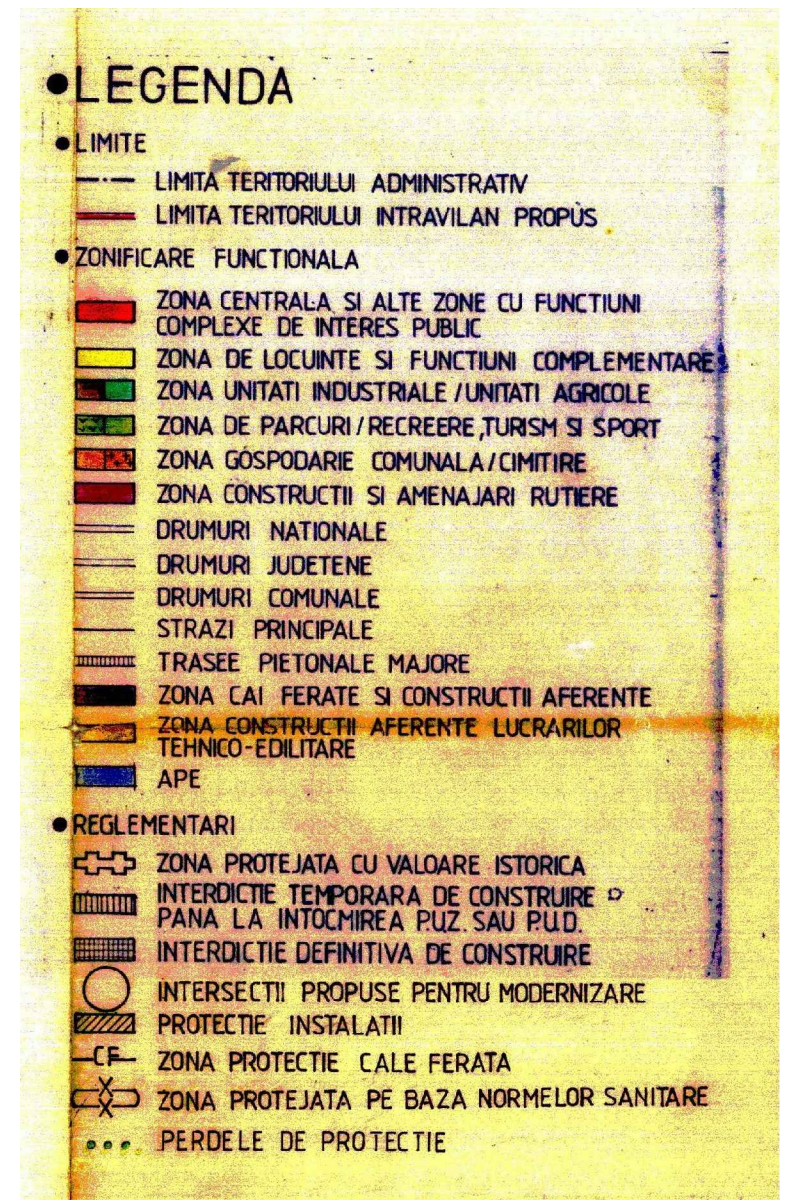 •LEGENDA
•LIMITE
LIMITA TERITORIULUI ADMINISTRATIV
LIMITA TERITORIULUI INTRAVILAN PROPUS
•ZONIFICARE FUNCTIONALA
ZONA CENTRALA SI ALTE ZONE CU FUNCTIUNI
COMPLEXE DE INTERES PUBLIC
ZONA DE LOCUINTE SI FUNCTIUNI COMPLEMENTARE
ZONA UNITATI INDUSTRIALE/UNITATI AGRICOLE
ZONA DE PARCURI/RECREERE,TURISM SI SPORT
ZONA GOSPODARIE COMUNALA/CIMITIRE
ZONA CONSTRUCTII SI AMENAJARI RUTIERE
DRUMURI NATIONALE
DRUMURI JUDETENE
DRUMURI COMUNALE
STRAZI PRINCIPALE
TRASEE PIETONALE MAJORE
ZONA CAI FERATE SI CONSTRUCTII AFERENTE
ZONA CONSTRUCTII AFERENTE LUCRARILOR
TEHNICO-EDILITARE
APE
•REGLEMENTARI
ZONA PROTEJATA CU VALOARE ISTORICA
INTERDICTIE TEMPORARA DE CONSTRUIRE
PANA LA INTOCMIREA P.U.Z. SAU P.U.D.
INTERDICTIE DEFINITIVA DE CONSTRUIRE
INTERSECTII PROPUSE PENTRU MODERNIZARE
PROTECTIE INSTALATII
CF ZONA PROTECTIE CALE FERATA
ZONA PROTEJATA PE BAZA NORMELOR SANITARE
PERDELE DE PROTECTIE